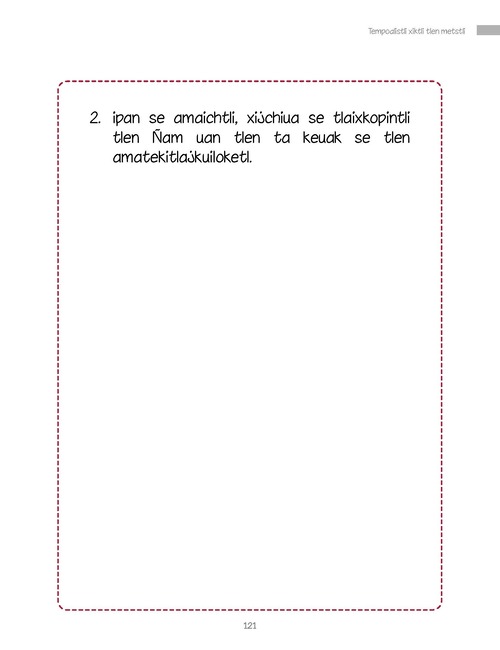 Tempoalistli xiktli tlen metstli
2. ipan se amaichtli, xijchiua se tlaixkopintli
tlen Ñam uan tlen ta keuak se tlen
amatekitlajkuiloketl.
121